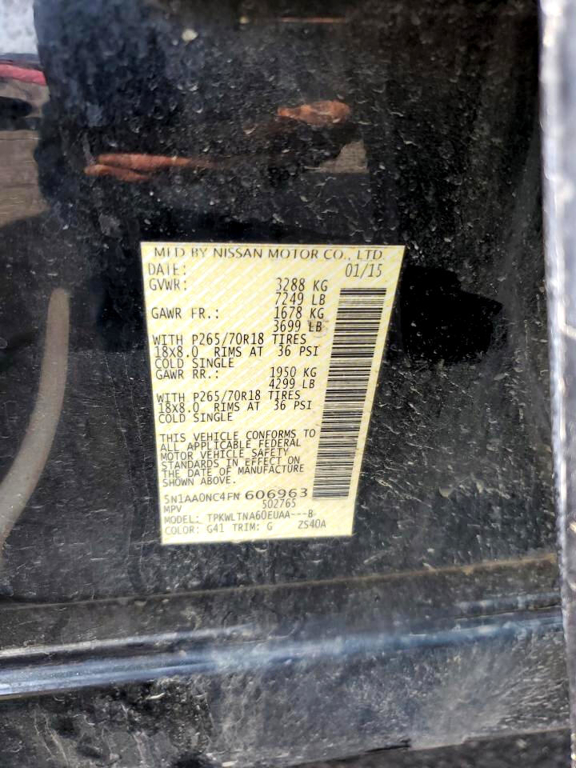 MFD BY NISSAN MOTOR CO., LTD.
DATE: 01/15
GVWR: 3288 KG
7249 LB
GAWR FR.: 1678 KG
3699 LB
WITH P265/70R18 TIRES
18x8.0 RIMS AT 36 PSI
COLD SINGLE
GAWR RR.: 1950 KG
4299 LB
WITH P265/70R18 TIRES
18x8.0 RIMS AT 36 PSI
COLD SINGLE
THIS VEHICLE CONFORMS TO
ALL APPLICABLE FEDERAL
MOTOR VEHICLE SAFETY
STANDARDS IN EFFECT
ON THE DATE OF
MANUFACTURE SHOWN
ABOVE.
5N1AA0NC4FN 606963
MPV S02765
MODEL: TPKWLTNA60EUAA---B-
COLOR: G41 TRIM: G ZS40A